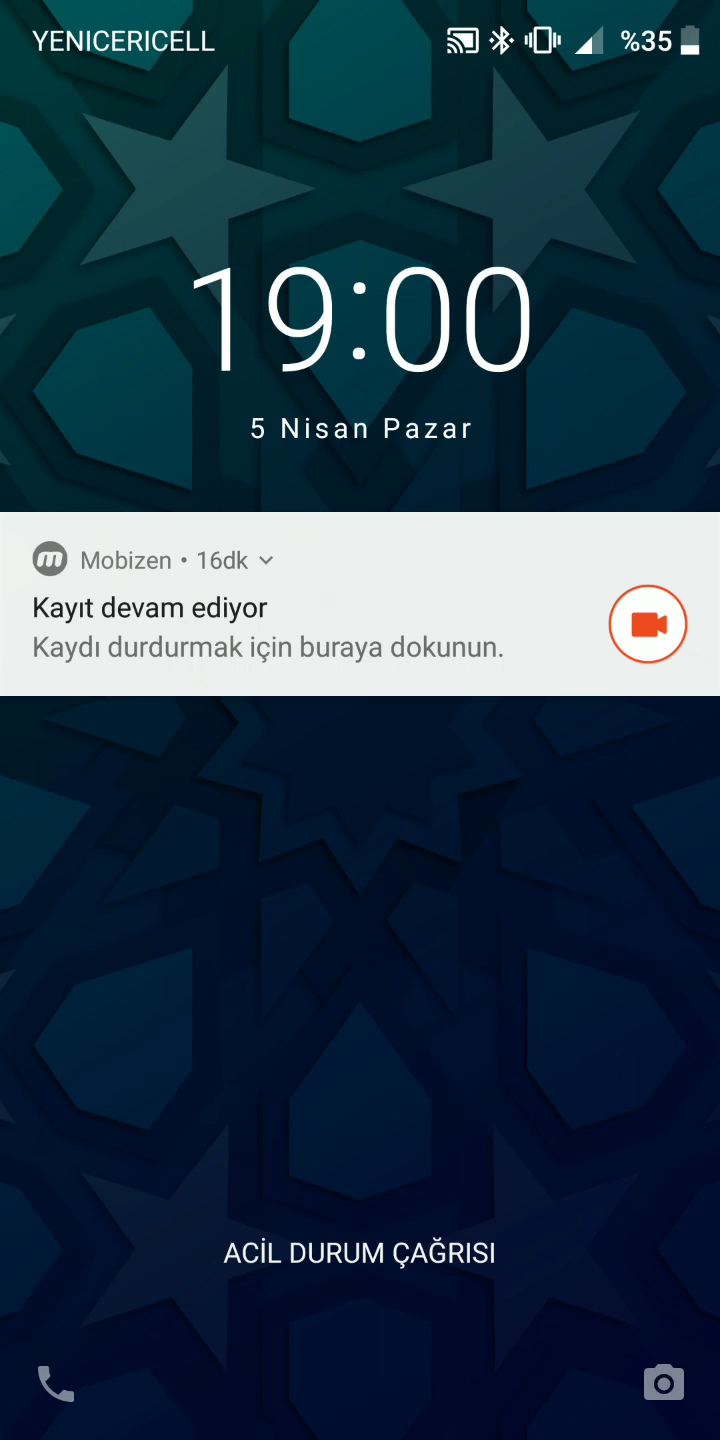 YENICERICELL %35
19:00
5 Nisan Pazar
Mobizen • 16dk
Kayıt devam ediyor
Kaydı durdurmak için buraya dokunun.
ACİL DURUM ÇAĞRISI